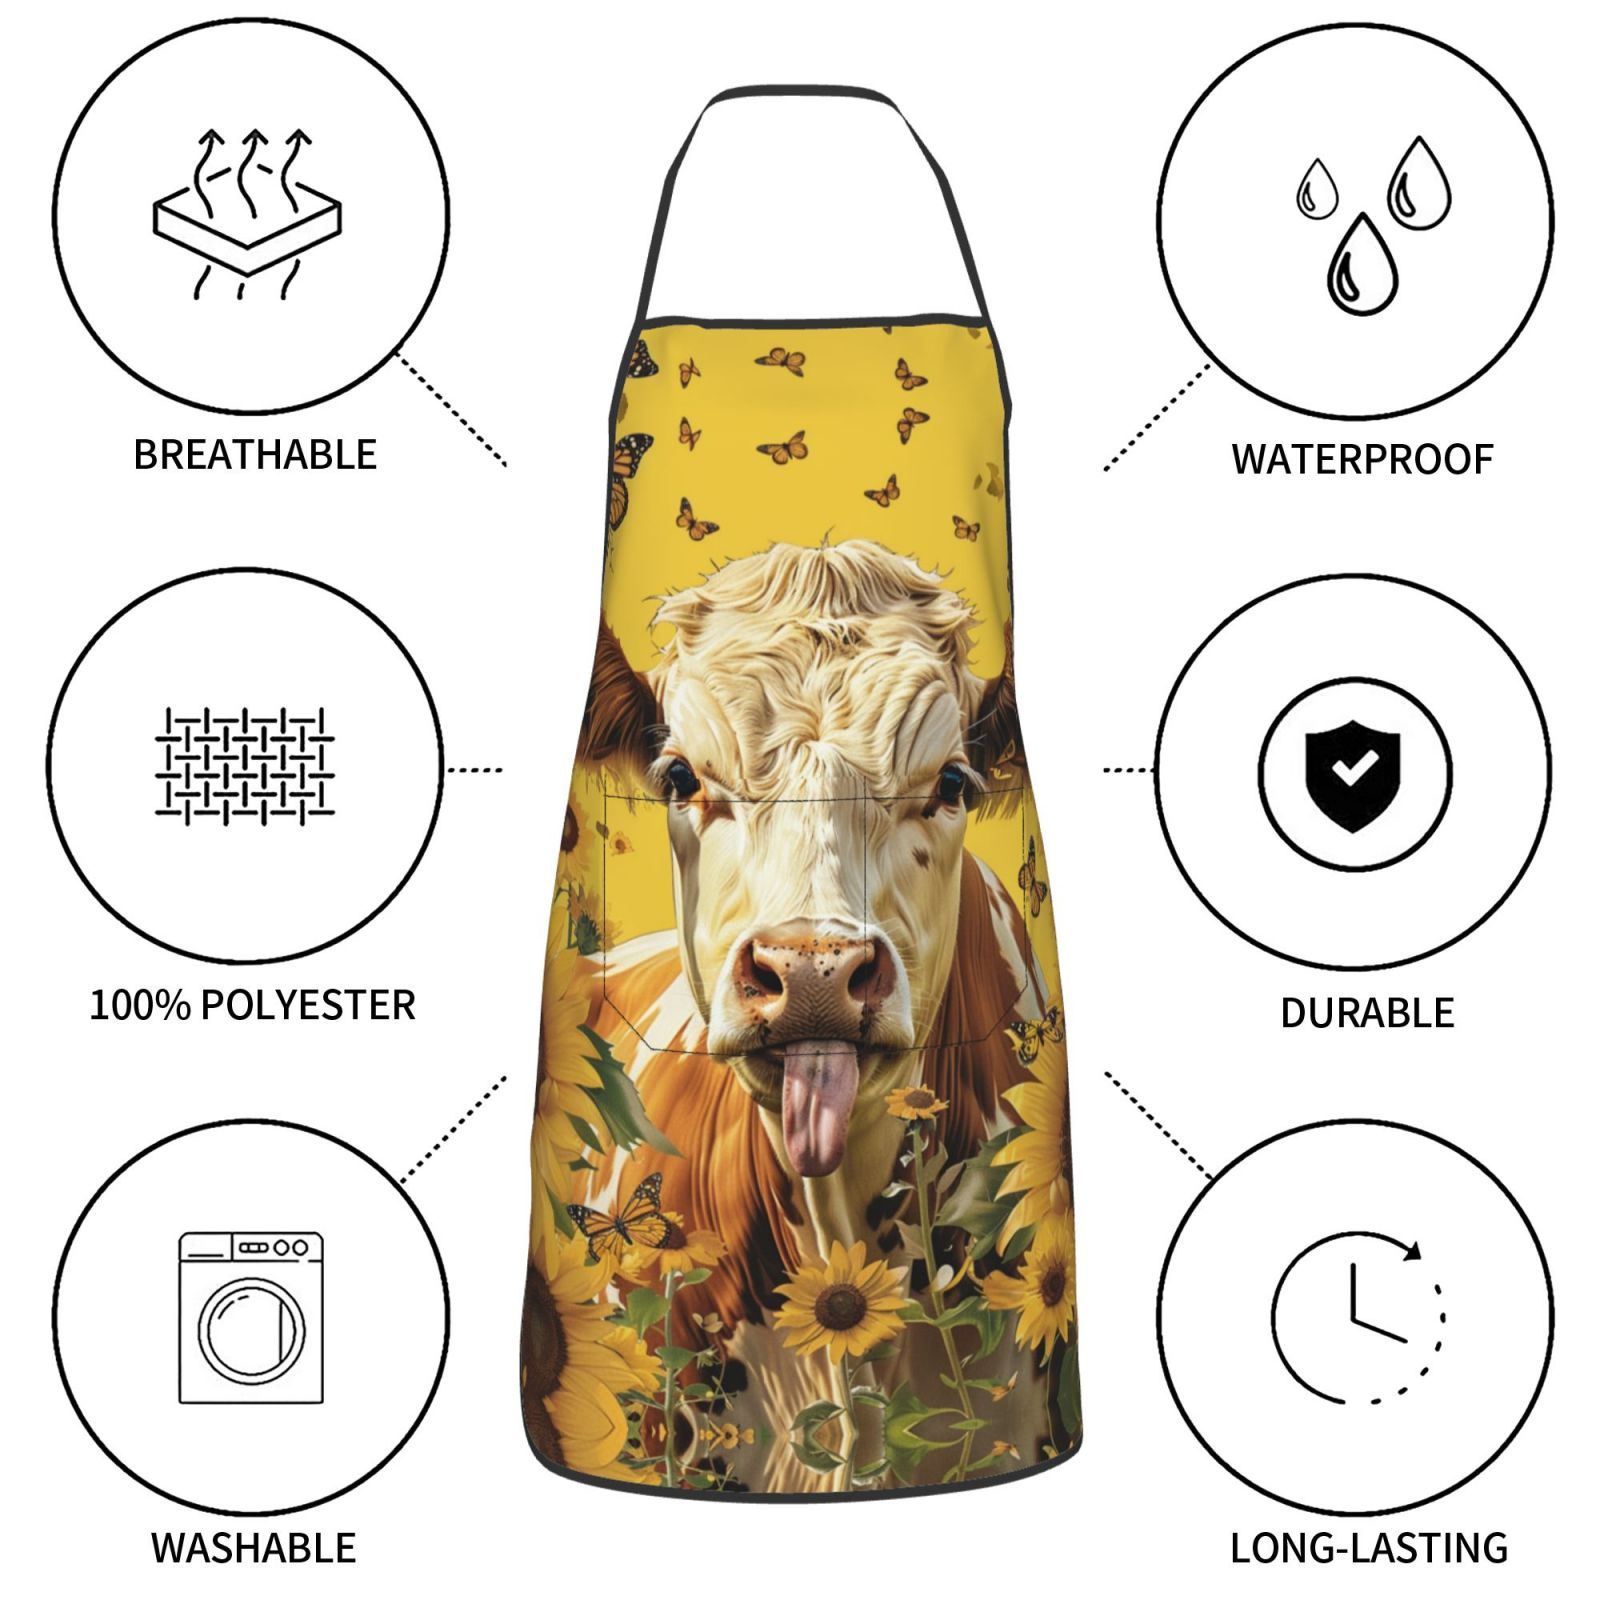 BREATHABLE
WATERPROOF
100% POLYESTER
DURABLE
WASHABLE
LONG-LASTING